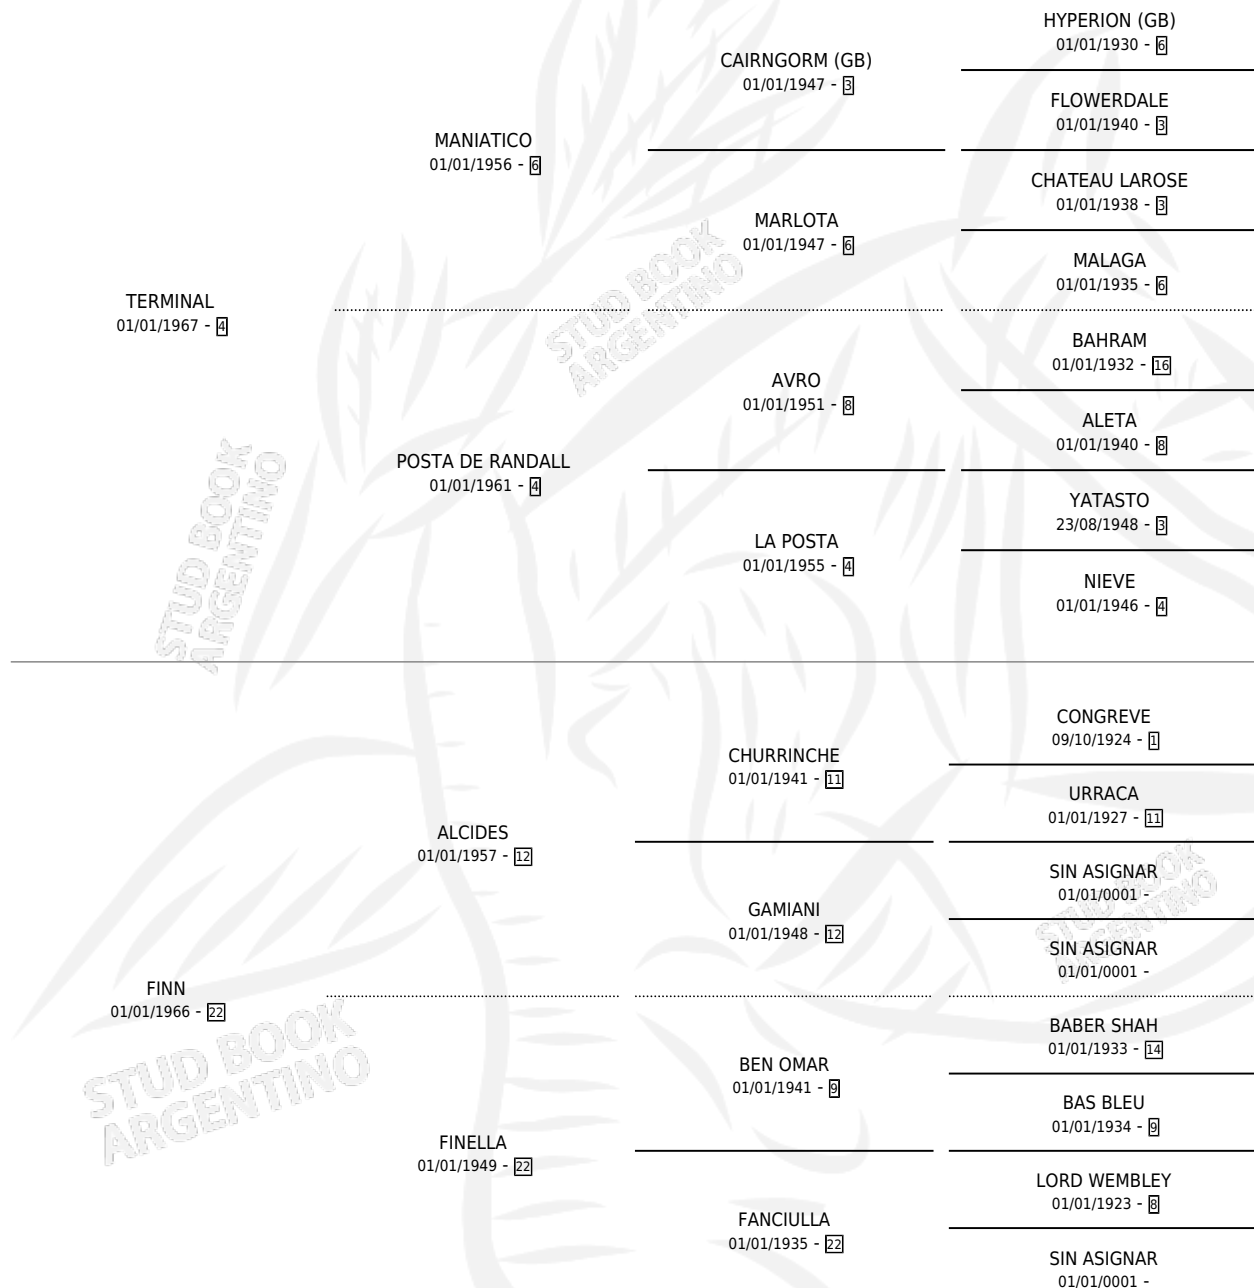 HYPERION (GB)
01/01/1930 - 6
CAIRNGORM (GB)
01/01/1947 - 3
FLOWERDALE
01/01/1940 - 3
MANIATICO
01/01/1956 - 6
CHATEAU LAROSE
01/01/1938 - 3
MARLOTA
01/01/1947 - 6
MALAGA
01/01/1935 - 6
TERMINAL
01/01/1967 - 4
BAHRAM
01/01/1932 - 16
AVRO
01/01/1951 - 8
ALETA
01/01/1940 - 8
POSTA DE RANDALL
01/01/1961 - 4
YATASTO
23/08/1948 - 3
LA POSTA
01/01/1955 - 4
NIEVE
01/01/1946 - 4
CONGREVE
09/10/1924 - 1
CHURRINCHE
01/01/1941 - 11
URRACA
01/01/1927 - 11
ALCIDES
01/01/1957 - 12
SIN ASIGNAR
01/01/0001 -
GAMIANI
01/01/1948 - 12
SIN ASIGNAR
01/01/0001 -
FINN
01/01/1966 - 22
BABER SHAH
01/01/1933 - 14
BEN OMAR
01/01/1941 - 9
BAS BLEU
01/01/1934 - 9
FINELLA
01/01/1949 - 22
LORD WEMBLEY
01/01/1923 - 8
FANCIULLA
01/01/1935 - 22
SIN ASIGNAR
01/01/0001 -
STUD BOOK
ARGENTINO
STUD BOOK
ARGENTINO
STUD BOOK
ARGENTINO
STUD BOOK
ARGENTINO